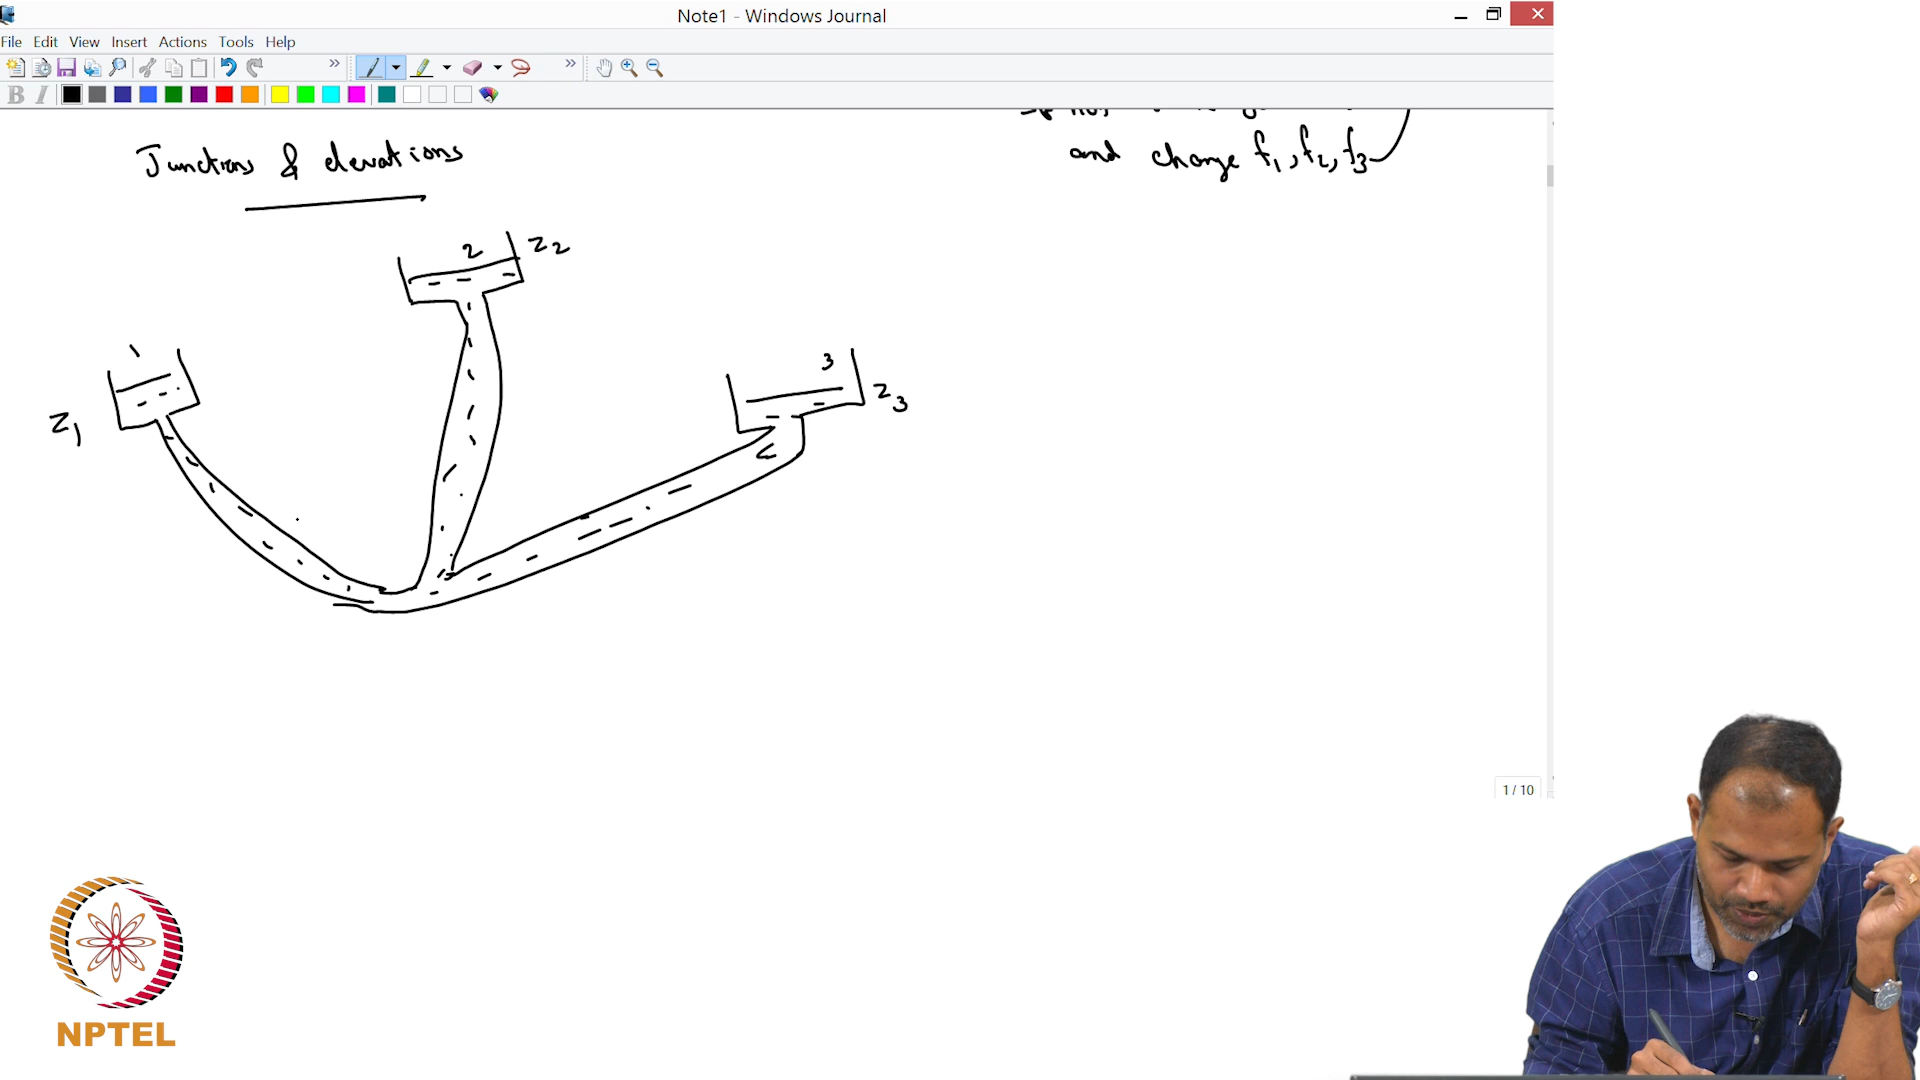 Note1 - Windows Journal
File Edit View Insert Actions Tools Help
B I
and change f1, f2, f3
Junctions & elevations
2 Z2
1
Z1
3
Z3
1 / 10
NPTEL